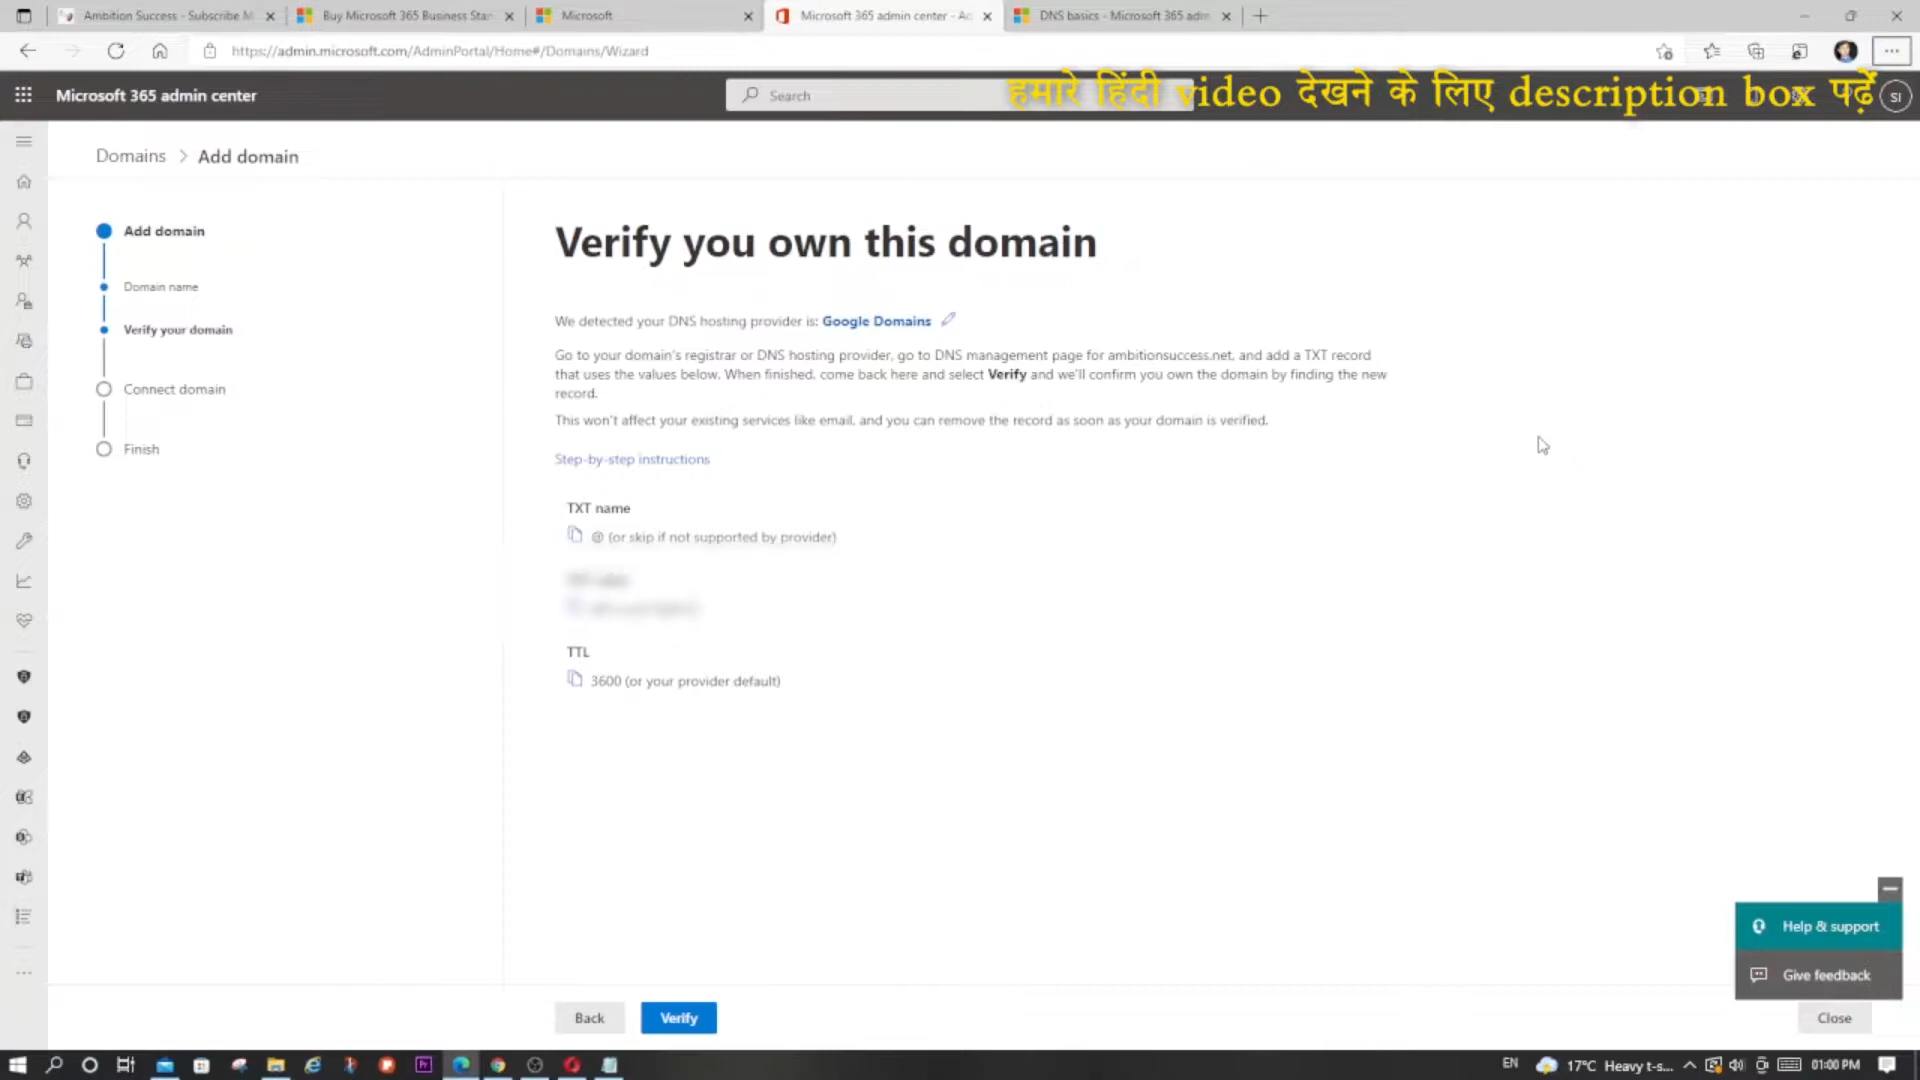 Ambition Success - Subscribe M
Buy Microsoft 365 Business Stan
Microsoft
Microsoft 365 admin center - Ac
DNS basics - Microsoft 365 adm
https://admin.microsoft.com/AdminPortal/Home#/Domains/Wizard
Microsoft 365 admin center
Search
हमारे हिंदी video देखने के लिए description box पढ़ें
SI
Domains > Add domain
Add domain
Domain name
Verify your domain
Connect domain
Finish
Verify you own this domain
We detected your DNS hosting provider is: Google Domains
Go to your domain's registrar or DNS hosting provider, go to DNS management page for ambitionsuccess.net, and add a TXT record
that uses the values below. When finished, come back here and select Verify and we'll confirm you own the domain by finding the new
record.
This won't affect your existing services like email, and you can remove the record as soon as your domain is verified.
Step-by-step instructions
TXT name
@ (or skip if not supported by provider)
TTL
3600 (or your provider default)
Help & support
Give feedback
Back
Verify
Close
EN
17°C Heavy t-s...
01:00 PM